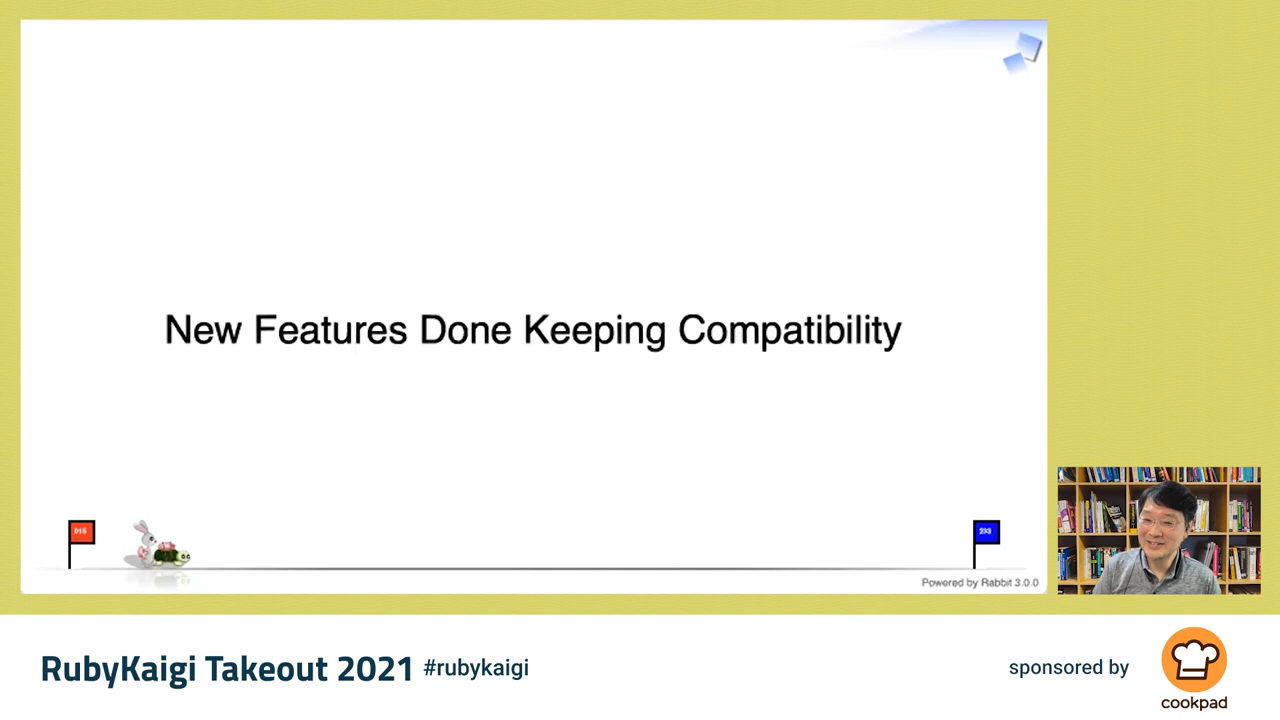 New Features Done Keeping Compatibility
Powered by Rabbit 3.0.0
RubyKaigi Takeout 2021 #rubykaigi
sponsored by
cookpad